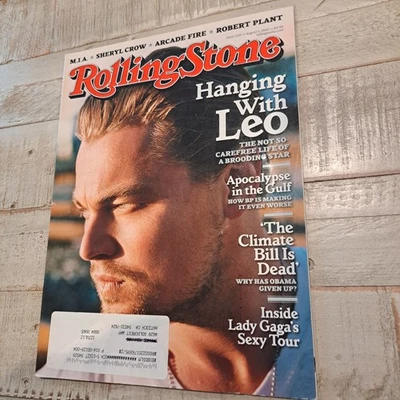 M.I.A. ★ SHERYL CROW ★ ARCADE FIRE ★ ROBERT PLANT
RollingStone
Hanging
With
Leo
THE NOT SO
CAREFREE LIFE OF
A BROODING STAR
Apocalypse
in the Gulf
HOW BP IS MAKING
IT EVEN WORSE
'The
Climate
Bill Is
Dead'
WHY HAS OBAMA
GIVEN UP?
Inside
Lady Gaga's
Sexy Tour